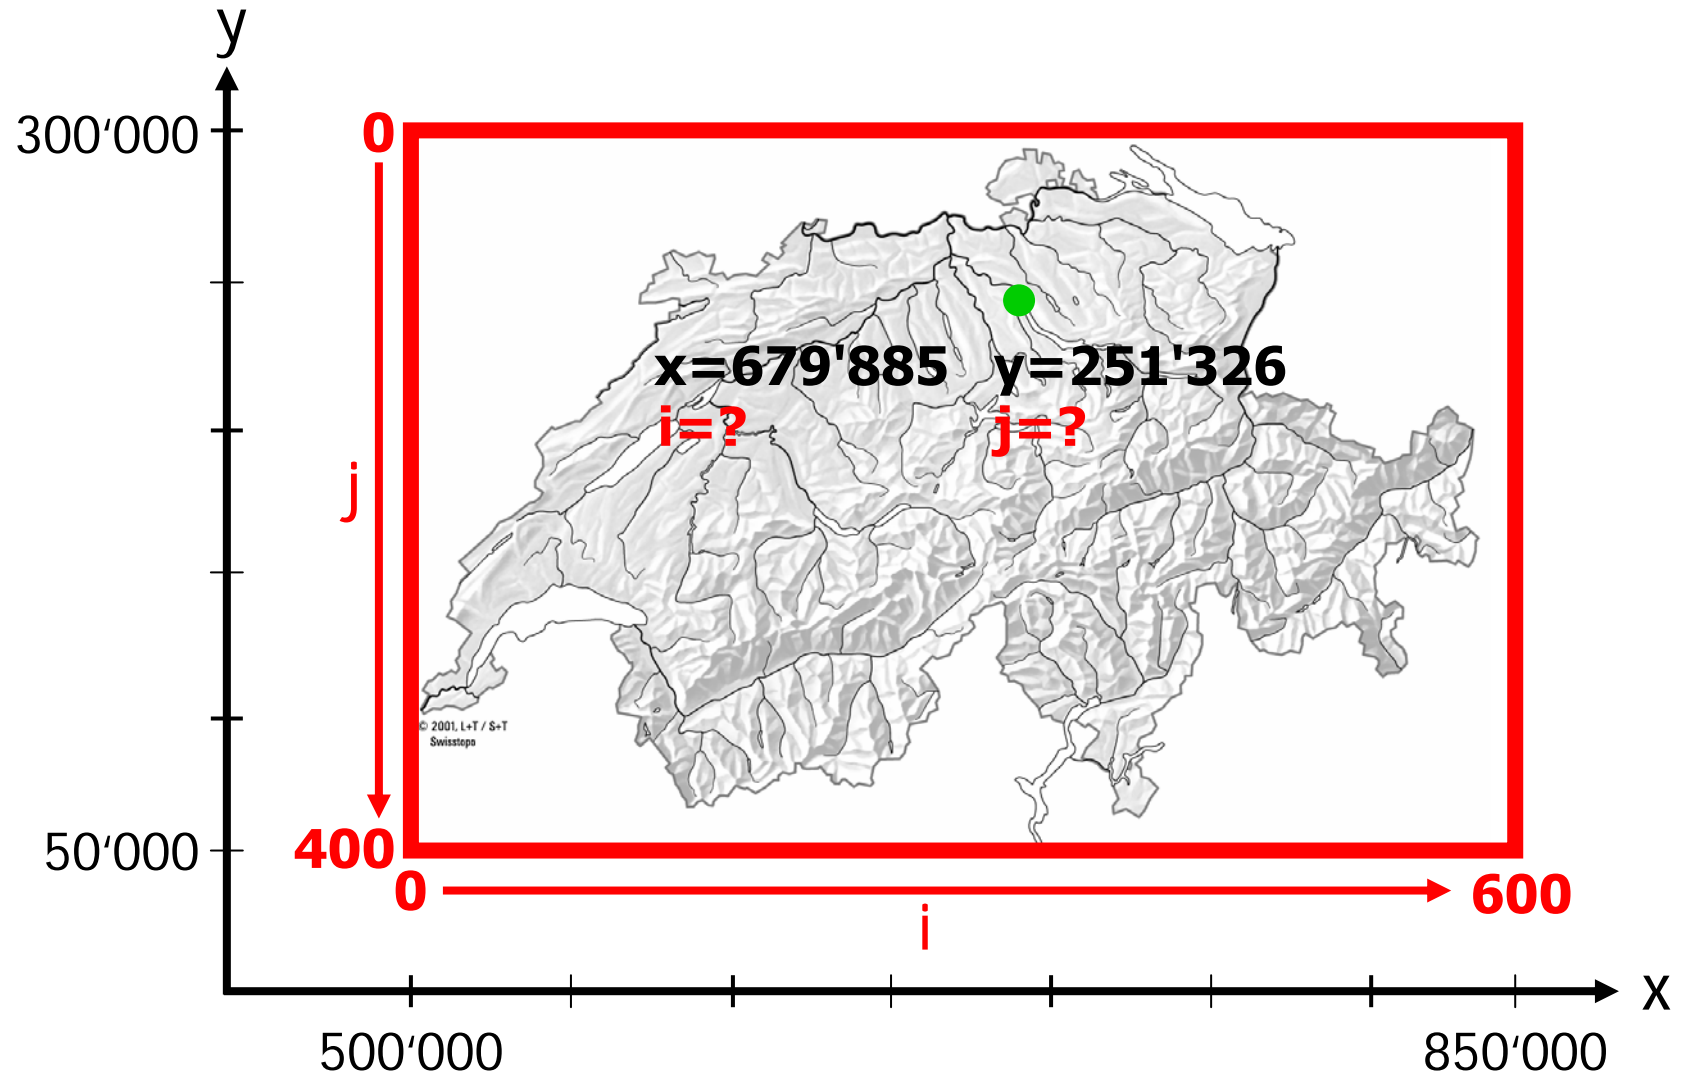 y
300‘000
0
x=679'885 y=251'326
i=? j=?
j
© 2001, L+T / S+T
Swisstopo
50‘000
400
0
600
i
x
500‘000
850‘000